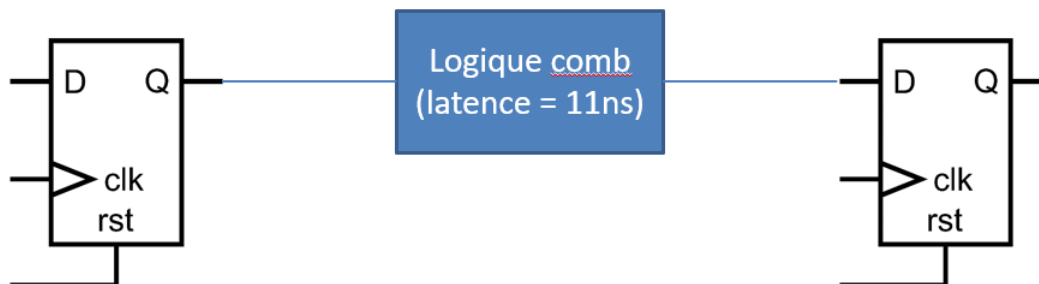 Logique comb
(latence = 11ns)
D Q
clk
rst
D Q
clk
rst